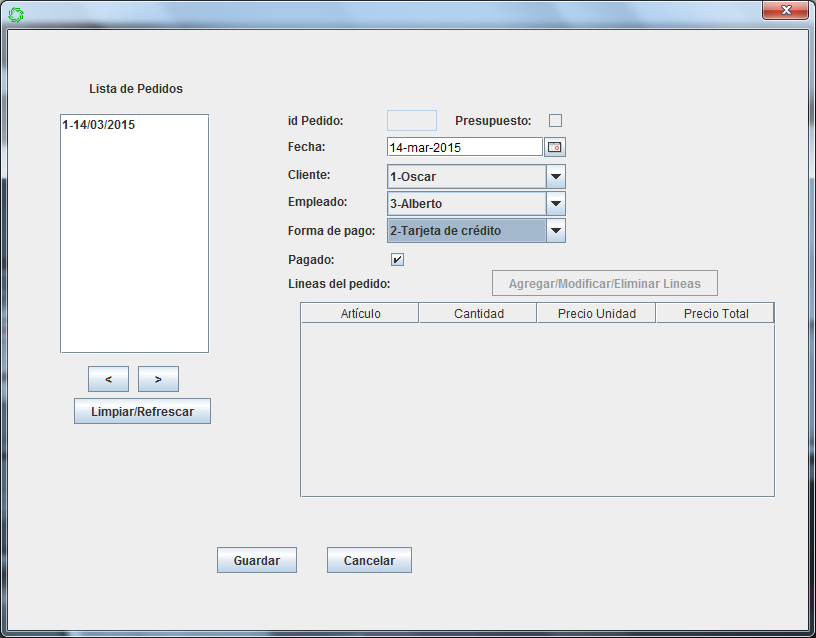 Lista de Pedidos
1-14/03/2015
<
>
Limpiar/Refrescar
id Pedido:
Presupuesto:
Fecha:
14-mar-2015
Cliente:
1-Oscar
Empleado:
3-Alberto
Forma de pago:
2-Tarjeta de crédito
Pagado:
Lineas del pedido:
Agregar/Modificar/Eliminar Lineas
Artículo
Cantidad
Precio Unidad
Precio Total
Guardar
Cancelar